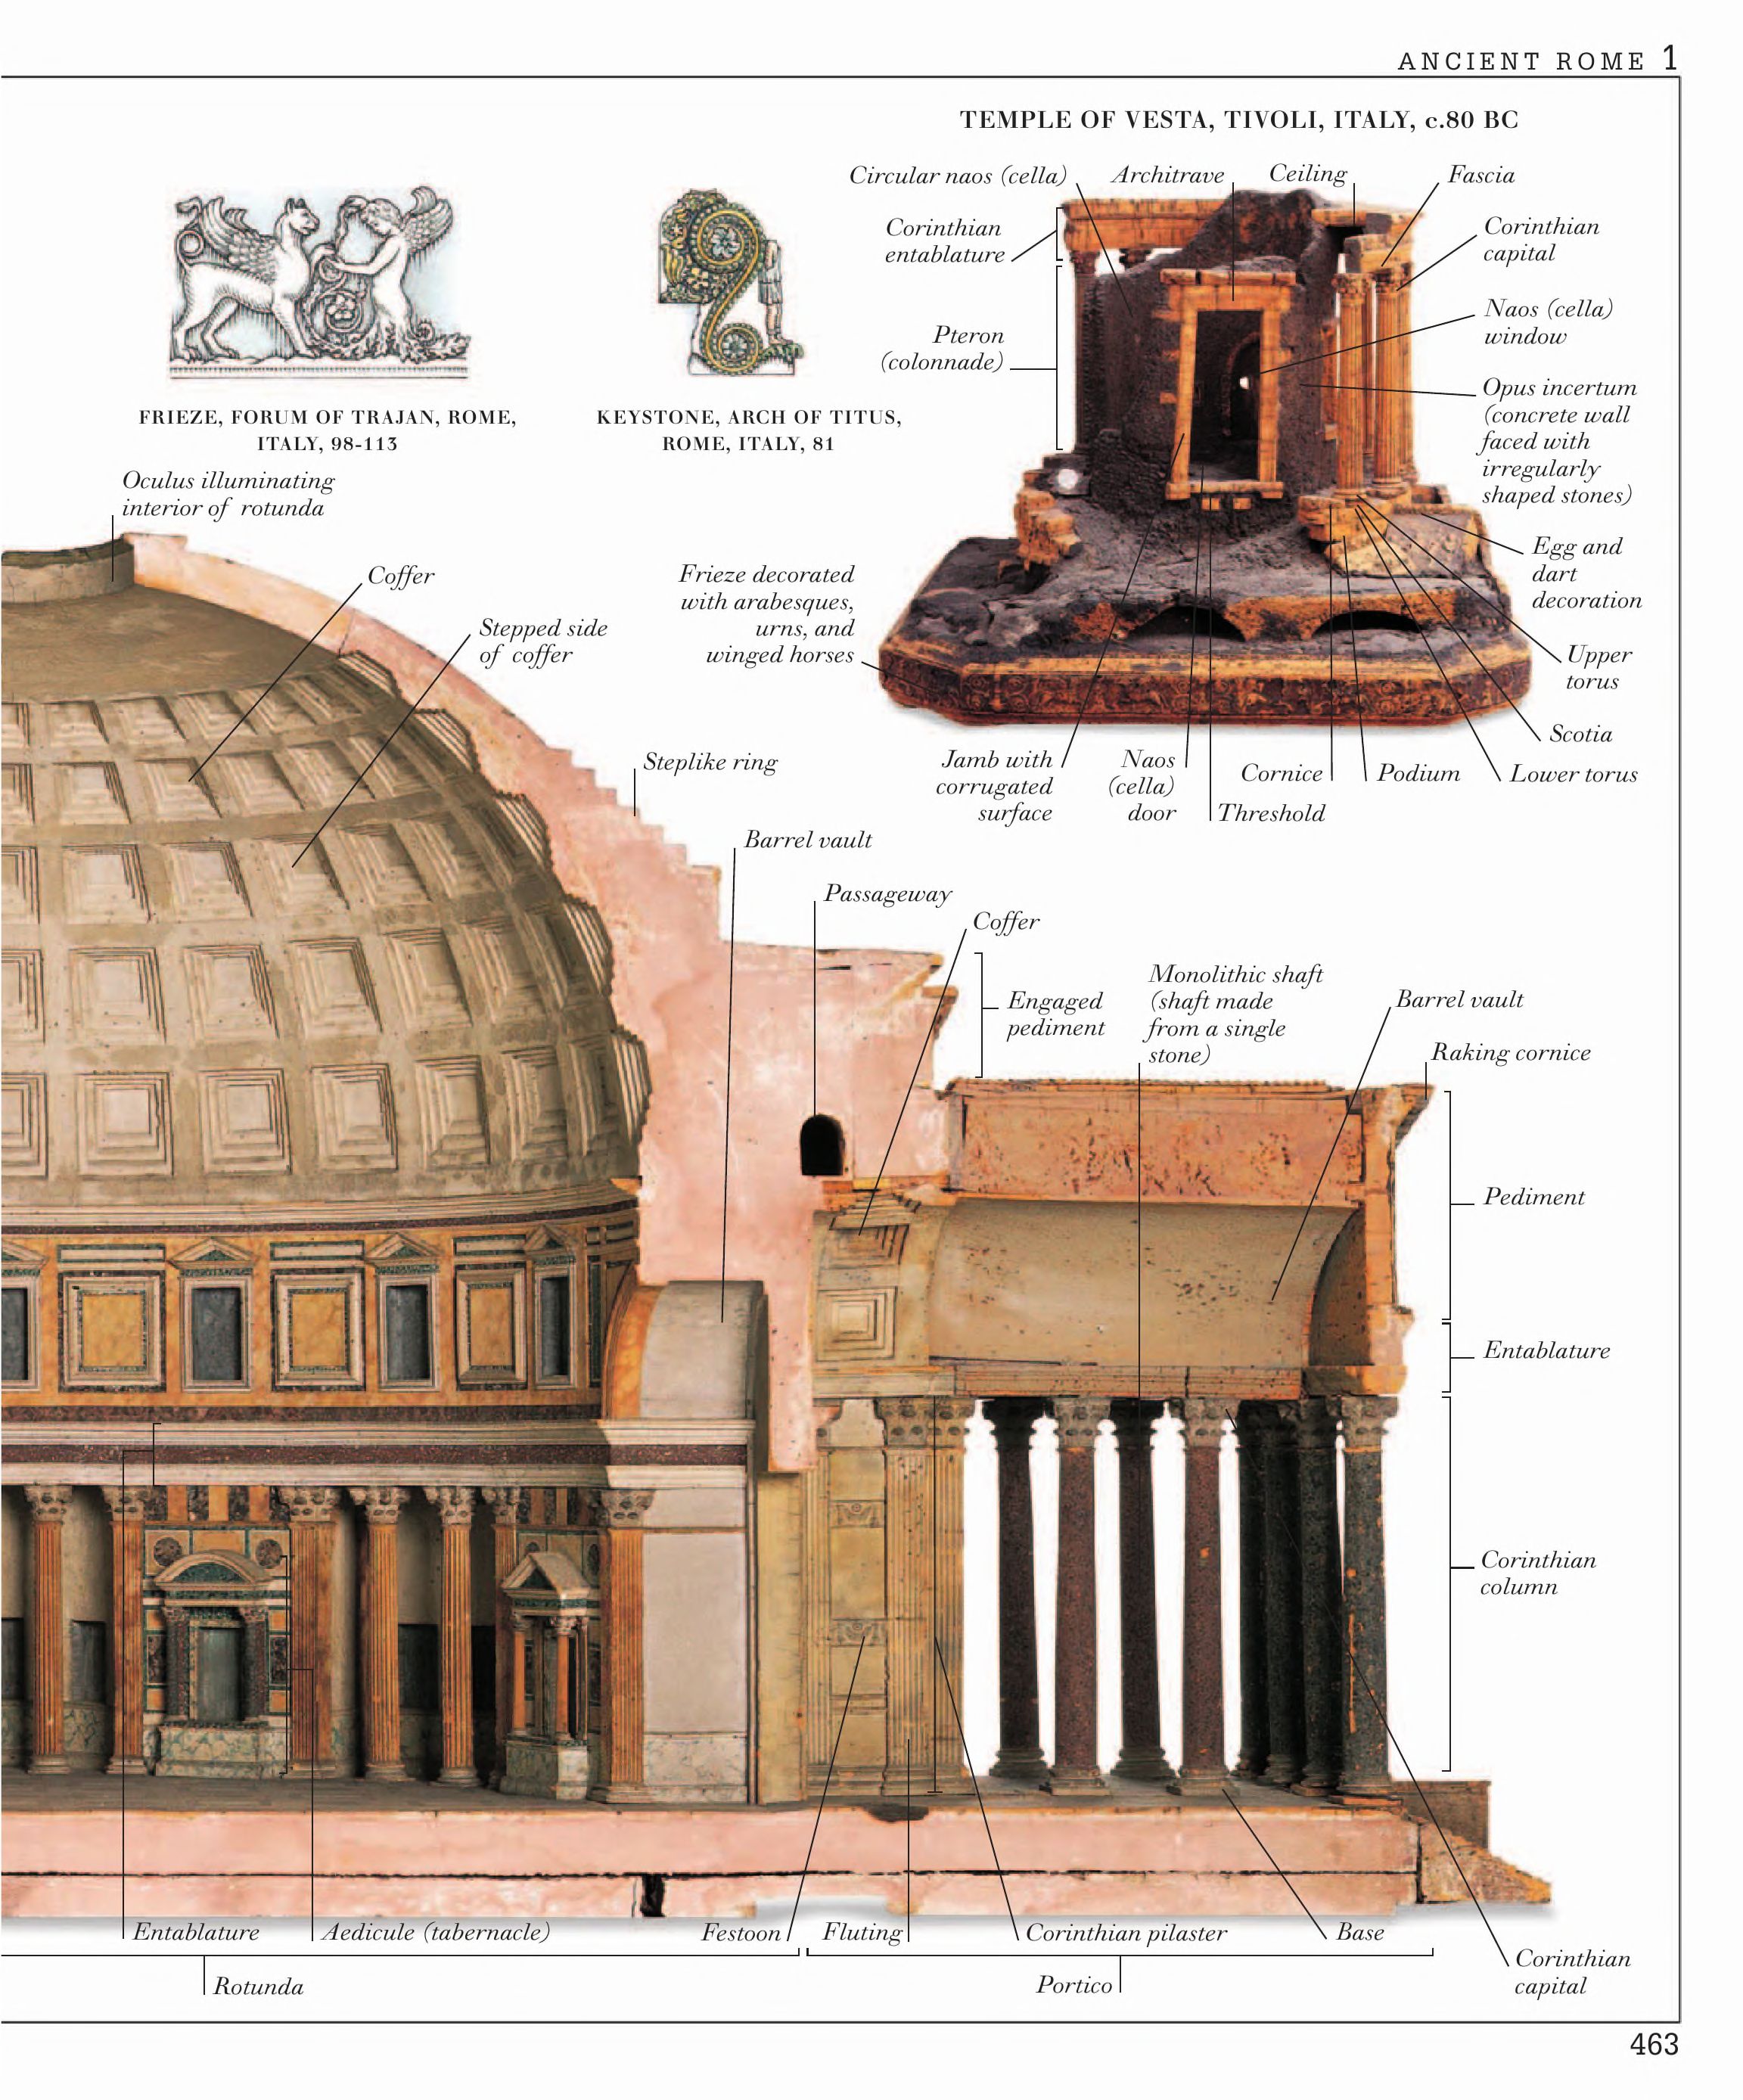 ANCIENT ROME 1
TEMPLE OF VESTA, TIVOLI, ITALY, c.80 BC
Circular naos (cella)
Architrave
Ceiling
Fascia
Corinthian
entablature
Corinthian
capital
Naos (cella)
window
Pteron
(colonnade)
Opus incertum
(concrete wall
faced with
irregularly
shaped stones)
FRIEZE, FORUM OF TRAJAN, ROME,
ITALY, 98-113
KEYSTONE, ARCH OF TITUS,
ROME, ITALY, 81
Oculus illuminating
interior of rotunda
Egg and
dart
decoration
Coffer
Frieze decorated
with arabesques,
urns, and
winged horses
Stepped side
of coffer
Upper
torus
Scotia
Steplike ring
Jamb with
corrugated
surface
Naos
(cella)
door
Threshold
Cornice
Podium
Lower torus
Barrel vault
Passageway
Coffer
Engaged
pediment
Monolithic shaft
(shaft made
from a single
stone)
Barrel vault
Raking cornice
Pediment
Entablature
Corinthian
column
Entablature
Aedicule (tabernacle)
Festoon
Fluting
Corinthian pilaster
Base
Corinthian
capital
Rotunda
Portico
463